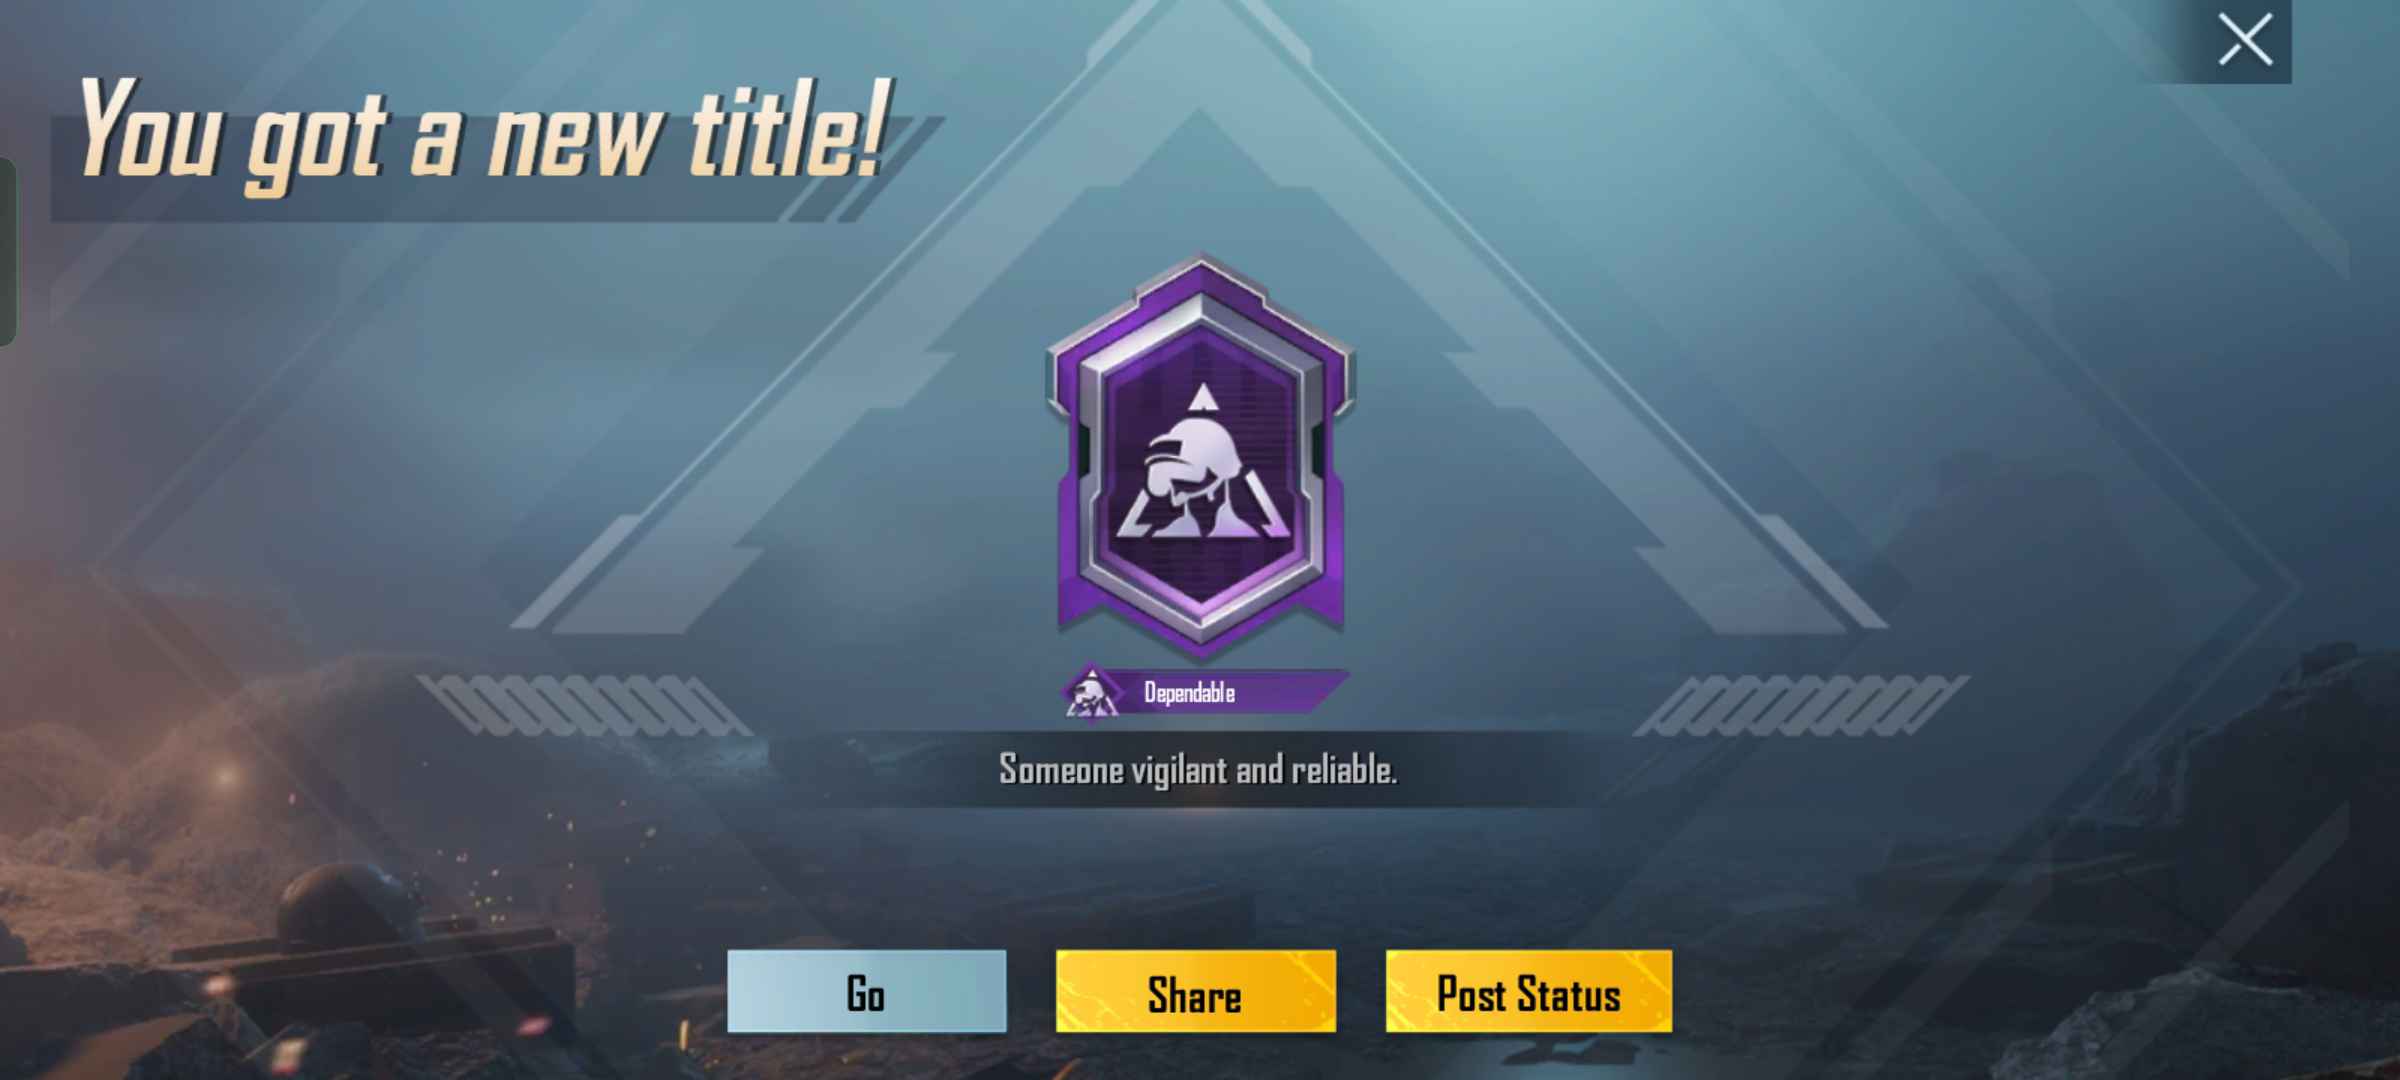 You got a new title!
Dependable
Someone vigilant and reliable.
Go
Share
Post Status